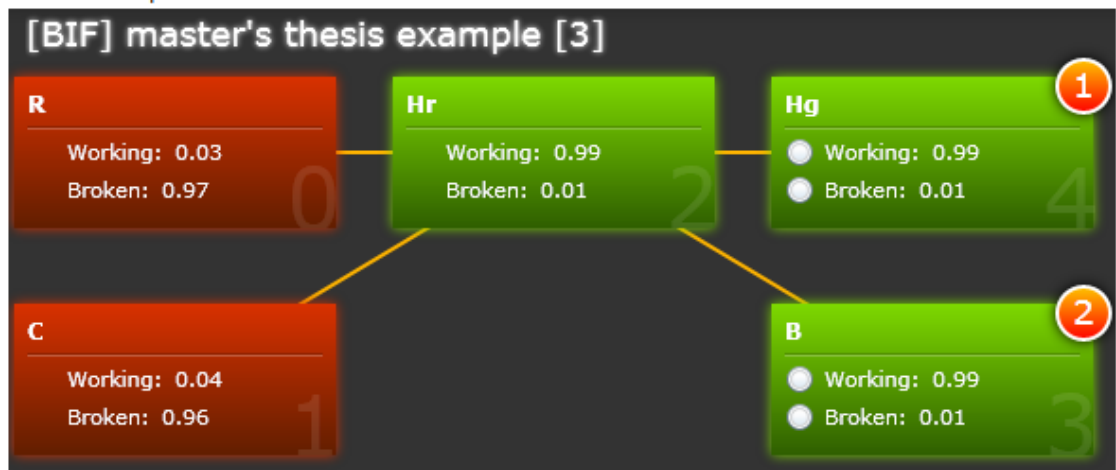 [BIF] master's thesis example [3]
R
Working: 0.03
Broken: 0.97
0
Hr
Working: 0.99
Broken: 0.01
2
Hg
1
Working: 0.99
Broken: 0.01
4
C
Working: 0.04
Broken: 0.96
1
B
2
Working: 0.99
Broken: 0.01
3